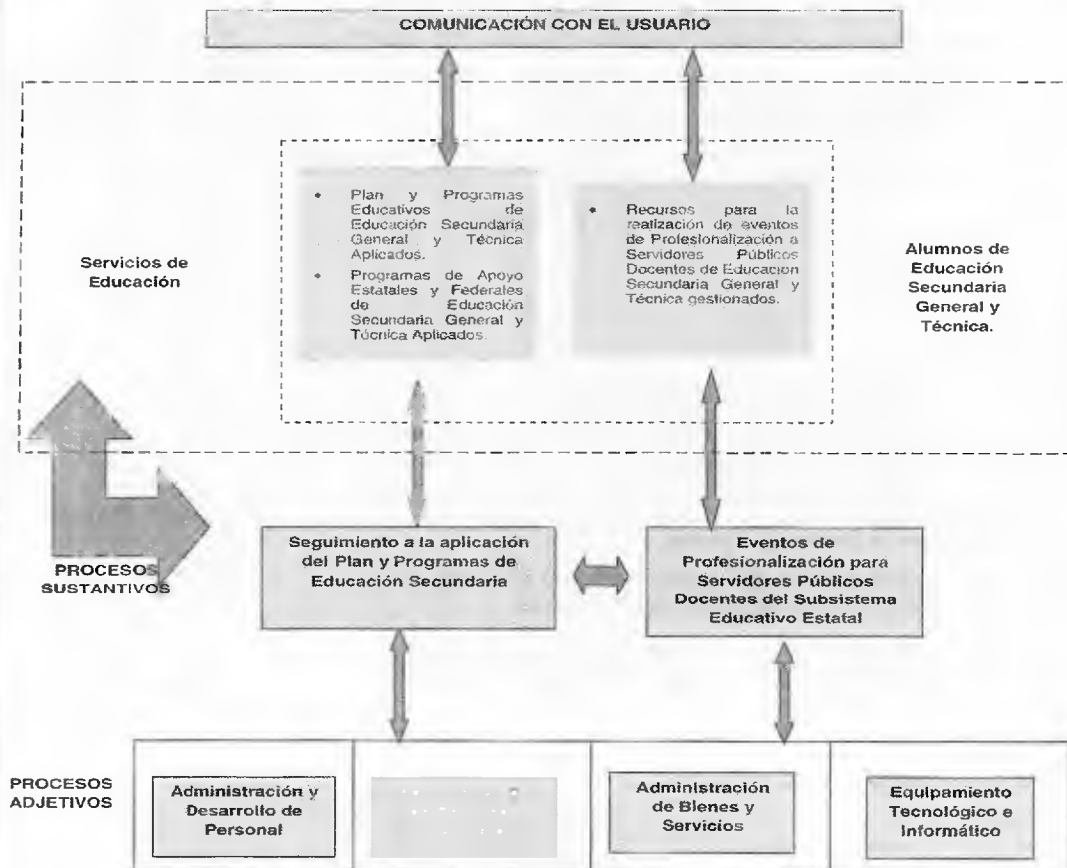 COMUNICACIÓN CON EL USUARIO
Servicios de
Educación
• Plan y Programas
Educativos de
Educación Secundaria
General y Técnica
Aplicados.
• Programas de Apoyo
Estatales y Federales
de Educación
Secundaria General y
Técnica Aplicados.
• Recursos para la
realización de eventos
de Profesionalización a
Servidores Públicos
Docentes de Educación
Secundaria General y
Técnica gestionados.
Alumnos de
Educación
Secundaria
General y
Técnica.
PROCESOS
SUSTANTIVOS
Seguimiento a la aplicación
del Plan y Programas de
Educación Secundaria
Eventos de
Profesionalización para
Servidores Públicos
Docentes del Subsistema
Educativo Estatal
PROCESOS
ADJETIVOS
Administración y
Desarrollo de
Personal
Administración
de Bienes y
Servicios
Equipamiento
Tecnológico e
Informático